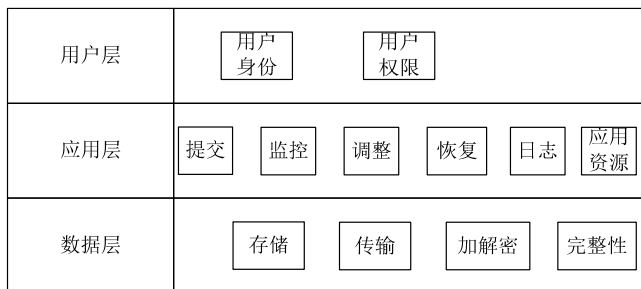 用户层
用户
身份
用户
权限
应用层
提交
监控
调整
恢复
日志
应用
资源
数据层
存储
传输
加解密
完整性